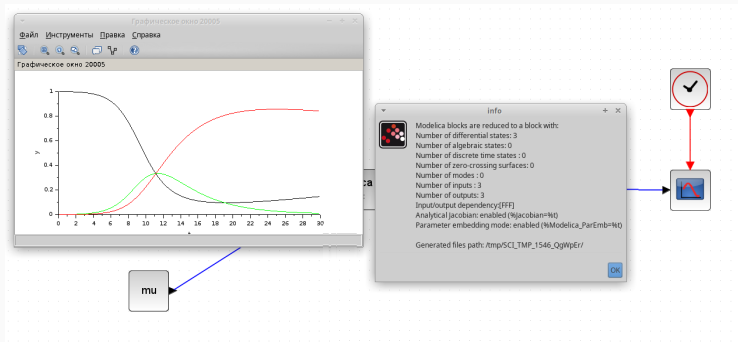 Графическое окно 20005
Файл Инструменты Правка Справка
Графическое окно 20005
1
0.8
0.6
0.4
0.2
0
y
0 2 4 6 8 10 12 14 16 18 20 22 24 26 28 30
info
Modelica blocks are reduced to a block with:
Number of differential states: 3
Number of algebraic states: 0
Number of discrete time states : 0
Number of zero-crossing surfaces: 0
Number of modes : 0
Number of inputs : 3
Number of outputs: 3
Input/output dependency:[FFF]
Analytical Jacobian: enabled (%Jacobian=%t)
Parameter embedding mode: enabled (%Modelica_ParEmb=%t)
Generated files path: /tmp/SCI_TMP_1546_QgWpEr/
OK
ca
mu